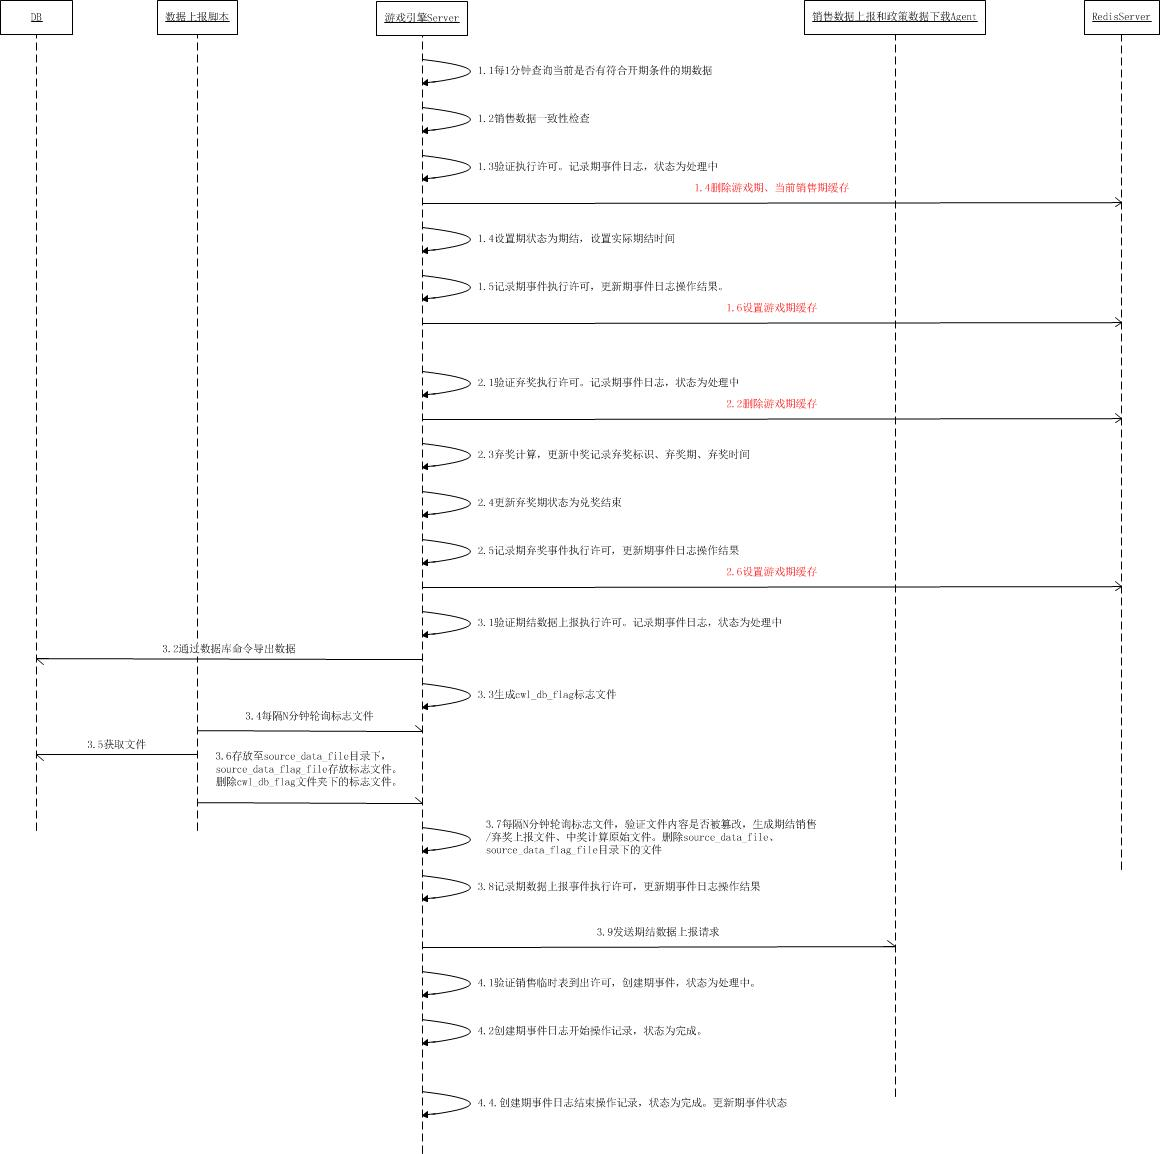 DB
数据上报脚本
游戏引擎Server
销售数据上报和政策数据下载Agent
RedisServer
1.1每1分钟查询当前是否有符合开期条件的期数据
1.2销售数据一致性检查
1.3验证执行许可。记录期事件日志，状态为处理中
1.4删除游戏期、当前销售期缓存
1.4设置期状态为期结，设置实际期结时间
1.5记录期事件执行许可，更新期事件日志操作结果。
1.6设置游戏期缓存
2.1验证弃奖执行许可。记录期事件日志，状态为处理中
2.2删除游戏期缓存
2.3弃奖计算，更新中奖记录弃奖标识、弃奖期、弃奖时间
2.4更新弃奖期状态为兑奖结束
2.5记录期弃奖事件执行许可，更新期事件日志操作结果
2.6设置游戏期缓存
3.1验证期结数据上报执行许可。记录期事件日志，状态为处理中
3.2通过数据库命令导出数据
3.3生成cwl_db_flag标志文件
3.4每隔N分钟轮询标志文件
3.5获取文件
3.6存放至source_data_file目录下，
source_data_flag_file存放标志文件。
删除cwl_db_flag文件夹下的标志文件。
3.7每隔N分钟轮询标志文件，验证文件内容是否被篡改，生成期结销售
/弃奖上报文件、中奖计算原始文件。删除source_data_file、
source_data_flag_file目录下的文件
3.8记录期数据上报事件执行许可，更新期事件日志操作结果
3.9发送期结数据上报请求
4.1验证销售临时表到出许可，创建期事件，状态为处理中。
4.2创建期事件日志开始操作记录，状态为完成。
4.4.创建期事件日志结束操作记录，状态为完成。更新期事件状态